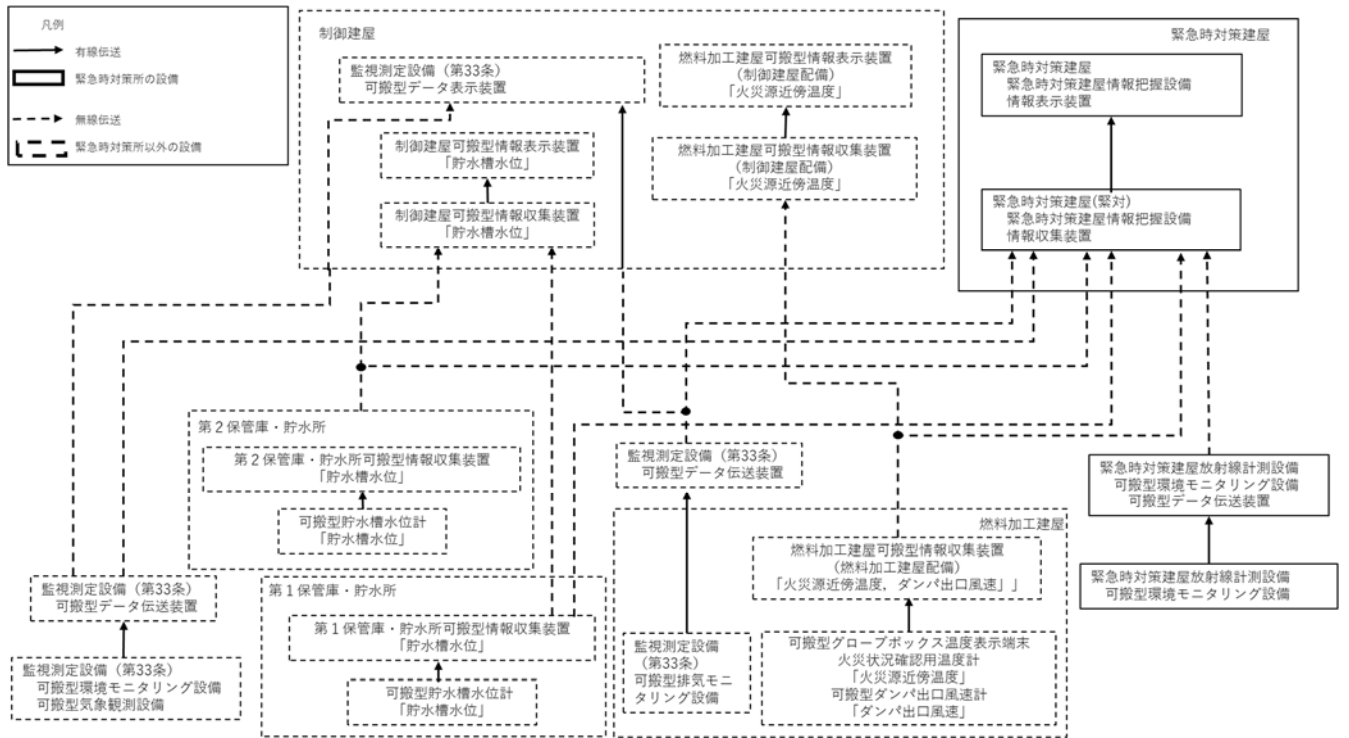 凡例
有線伝送
緊急時対策所の設備
無線伝送
緊急時対策所以外の設備
制御建屋
監視測定設備（第33条）
可搬型データ表示装置
制御建屋可搬型情報表示装置
「貯水槽水位」
制御建屋可搬型情報収集装置
「貯水槽水位」
燃料加工建屋可搬型情報表示装置
(制御建屋配備)
「火災源近傍温度」
燃料加工建屋可搬型情報収集装置
(制御建屋配備)
「火災源近傍温度」
緊急時対策建屋
緊急時対策建屋
緊急時対策建屋情報把握設備
情報表示装置
緊急時対策建屋(緊対)
緊急時対策建屋情報把握設備
情報収集装置
第２保管庫・貯水所
第２保管庫・貯水所可搬型情報収集装置
「貯水槽水位」
可搬型貯水槽水位計
「貯水槽水位」
監視測定設備（第33条）
可搬型データ伝送装置
監視測定設備（第33条）
可搬型環境モニタリング設備
可搬型気象観測設備
第１保管庫・貯水所
第１保管庫・貯水所可搬型情報収集装置
「貯水槽水位」
可搬型貯水槽水位計
「貯水槽水位」
監視測定設備（第33条）
可搬型データ伝送装置
燃料加工建屋
燃料加工建屋可搬型情報収集装置
(燃料加工建屋配備)
「火災源近傍温度，ダンパ出口風速」」
監視測定設備
(第33条)
可搬型排気モニ
タリング設備
可搬型グローブボックス温度表示端末
火災状況確認用温度計
「火災源近傍温度」
可搬型ダンパ出口風速計
「ダンパ出口風速」
緊急時対策建屋放射線計測設備
可搬型環境モニタリング設備
可搬型データ伝送装置
緊急時対策建屋放射線計測設備
可搬型環境モニタリング設備